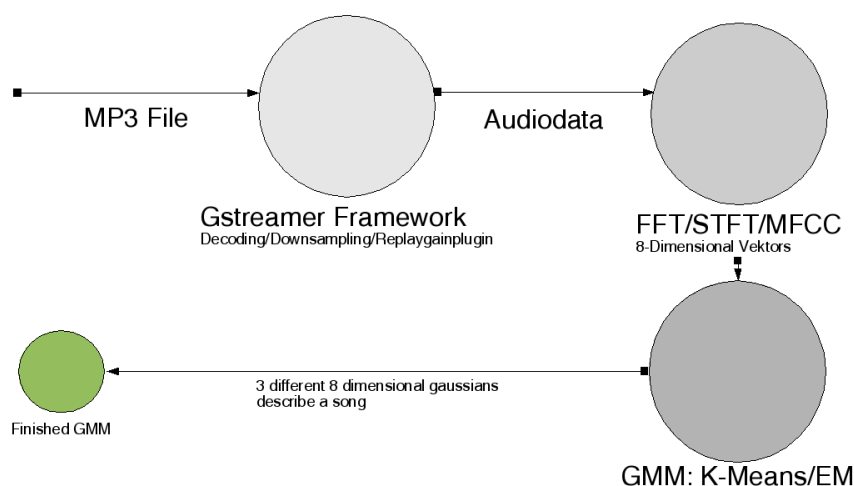 MP3 File
Audiodata
Gstreamer Framework
Decoding/Downsampling/Replaygainplugin
FFT/STFT/MFCC
8-Dimensional Vektors
3 different 8 dimensional gaussians
describe a song
Finished GMM
GMM: K-Means/EM